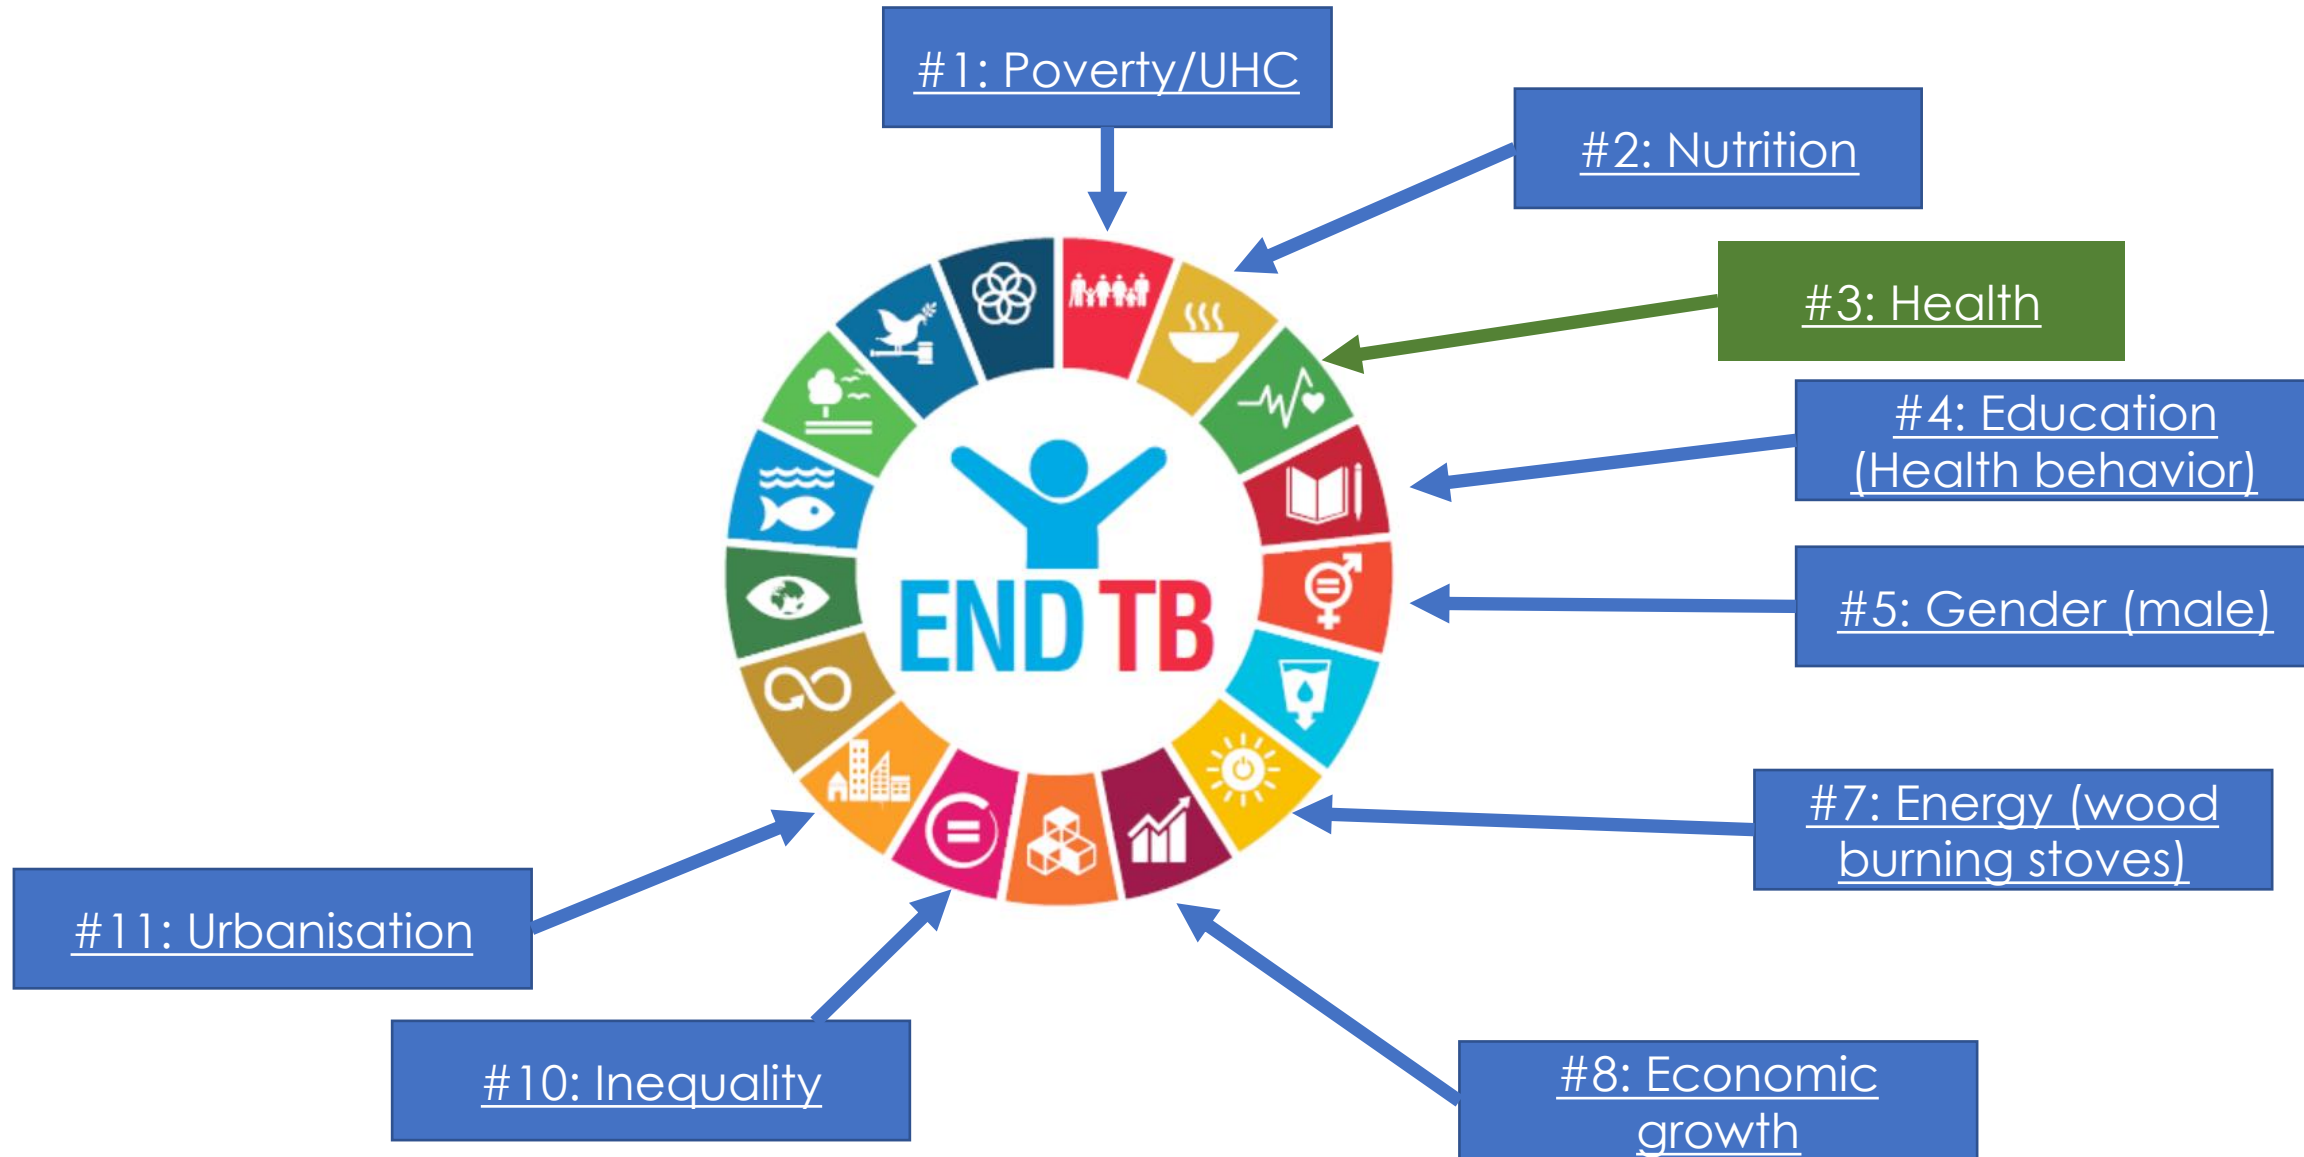 #1: Poverty/UHC
#2: Nutrition
#3: Health
#4: Education
(Health behavior)
#5: Gender (male)
END TB
#7: Energy (wood
burning stoves)
#11: Urbanisation
#10: Inequality
#8: Economic
growth